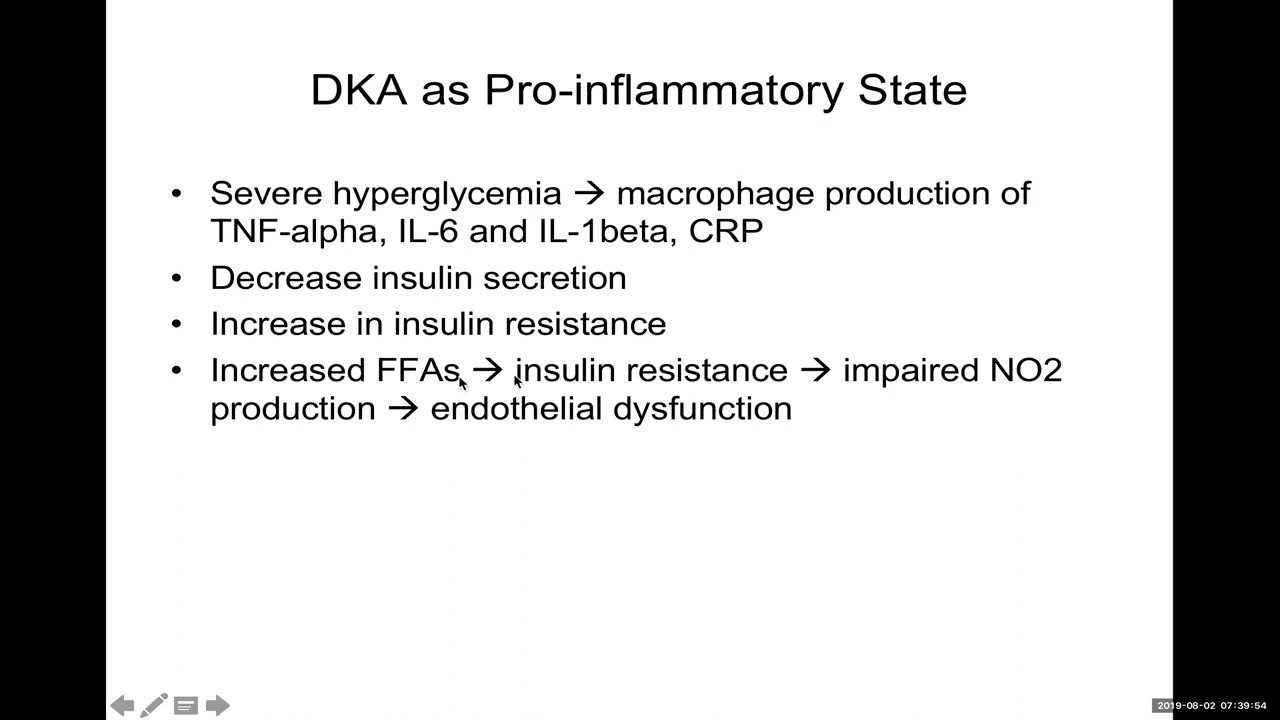 DKA as Pro-inflammatory State
• Severe hyperglycemia → macrophage production of
TNF-alpha, IL-6 and IL-1beta, CRP
• Decrease insulin secretion
• Increase in insulin resistance
• Increased FFAs → insulin resistance → impaired NO2
production → endothelial dysfunction
2019-08-02 07:39:54